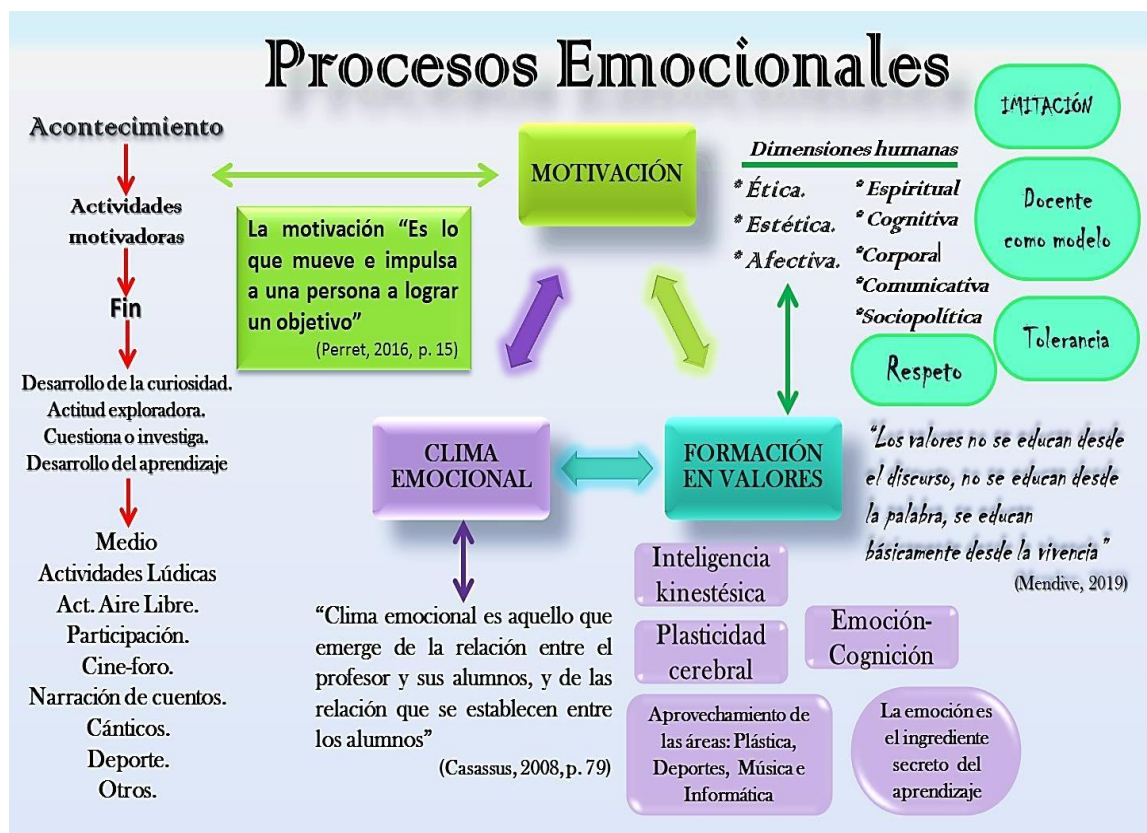 Procesos Emocionales
Acontecimiento
Actividades
motivadoras
Fin
Desarrollo de la curiosidad.
Actitud exploradora.
Cuestiona o investiga.
Desarrollo del aprendizaje
Medio
Actividades Lúdicas
Act. Aire Libre.
Participación.
Cine-foro.
Narración de cuentos.
Cánticos.
Deporte.
Otros.
MOTIVACIÓN
La motivación “Es lo
que mueve e impulsa
a una persona a lograr
un objetivo”
(Perret, 2016, p. 15)
Dimensiones humanas
* Ética.
* Estética.
* Afectiva.
* Espiritual
* Cognitiva
*Corporal
*Comunicativa
*Sociopolítica
IMITACIÓN
Docente
como modelo
Tolerancia
Respeto
CLIMA
EMOCIONAL
FORMACIÓN
EN VALORES
“Los valores no se educan desde
el discurso, no se educan desde
la palabra, se educan
básicamente desde la vivencia”
(Mendive, 2019)
“Clima emocional es aquello que
emerge de la relación entre el
profesor y sus alumnos, y de las
relación que se establecen entre
los alumnos”
(Casassus, 2008, p. 79)
Inteligencia
kinestésica
Plasticidad
cerebral
Emoción-
Cognición
Aprovechamiento de
las áreas: Plástica,
Deportes, Música e
Informática
La emoción es
el ingrediente
secreto del
aprendizaje